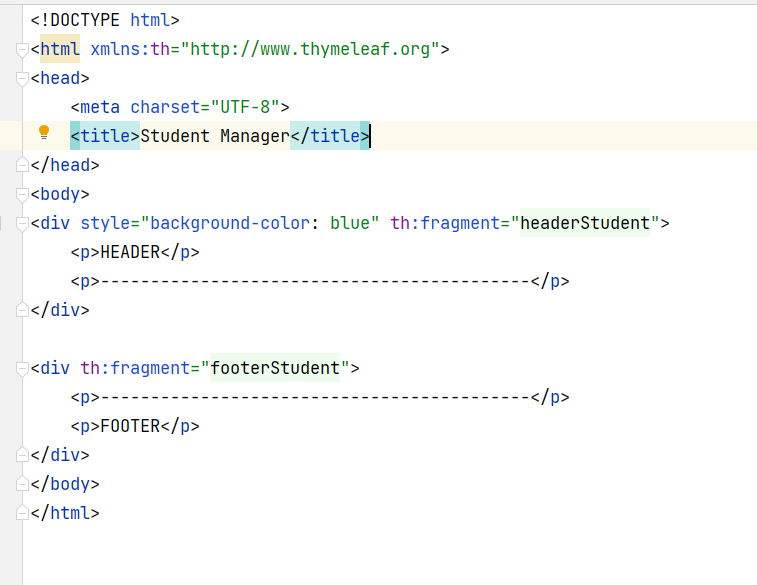 <!DOCTYPE html>
<html xmlns:th="http://www.thymeleaf.org">
<head>
    <meta charset="UTF-8">
    <title>Student Manager</title>
</head>
<body>
<div style="background-color: blue" th:fragment="headerStudent">
    <p>HEADER</p>
    <p>-------------------------------------------</p>
</div>

<div th:fragment="footerStudent">
    <p>-------------------------------------------</p>
    <p>FOOTER</p>
</div>
</body>
</html>